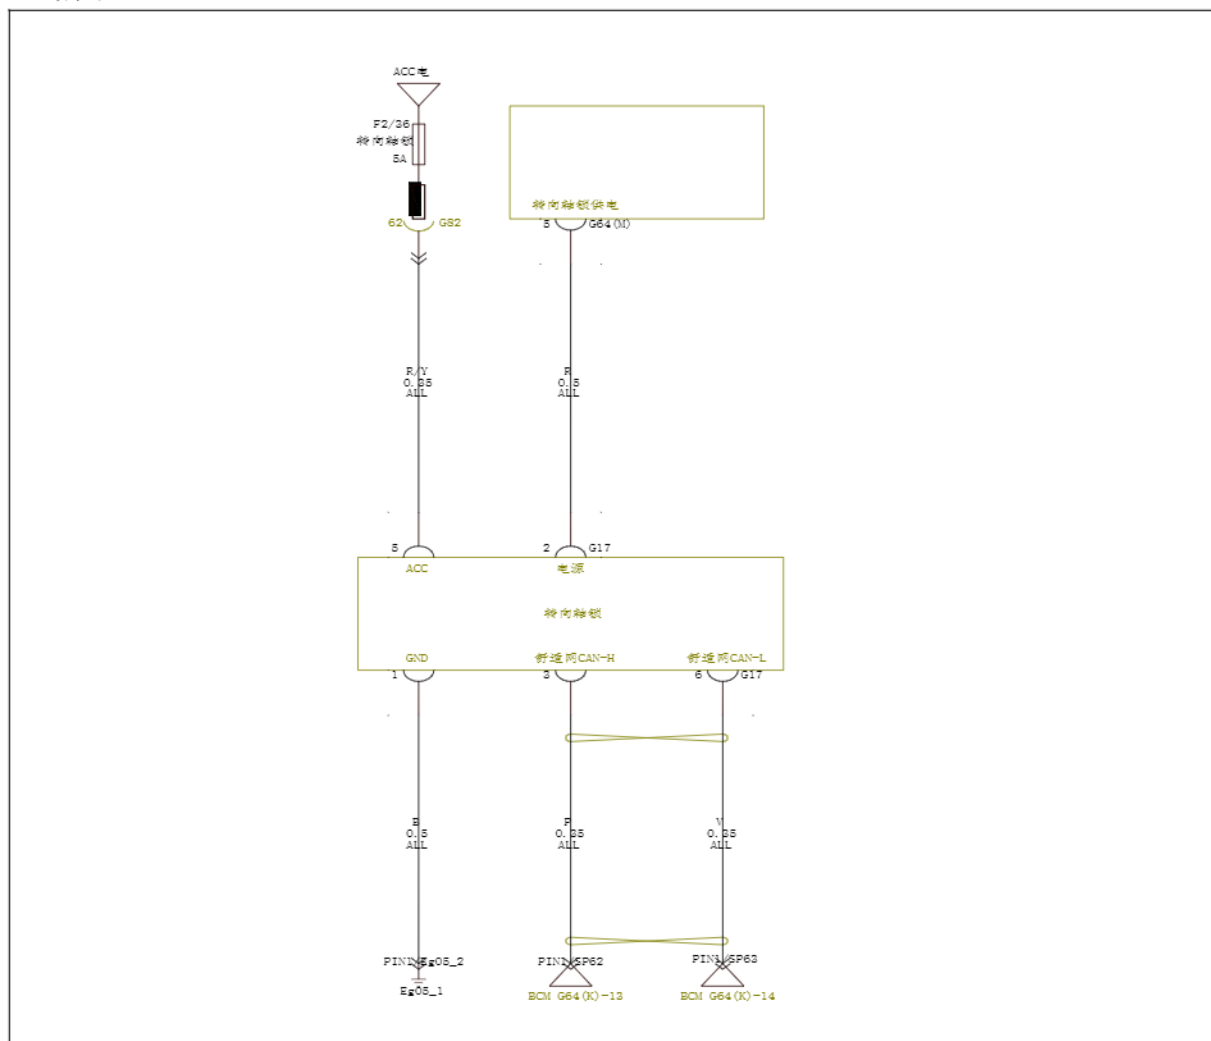 ACC电
F2/36
转向轴锁
5A
转向轴锁供电
62 G82
5 G64(M)
R/Y
0.35
ALL
R
0.5
ALL
5
2 G17
ACC
电源
转向轴锁
GND
舒适网CAN-H
舒适网CAN-L
1
3
6 G17
B
0.5
ALL
P
0.35
ALL
V
0.35
ALL
PIN1/Eg05_2
PIN1/SP62
PIN1/SP63
Eg05_1
BCM G64(K)-13
BCM G64(K)-14